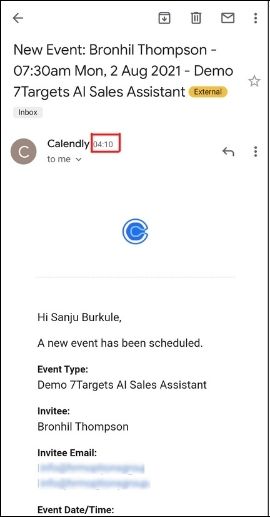 New Event: Bronhil Thompson -
07:30am Mon, 2 Aug 2021 - Demo
7Targets AI Sales Assistant External
Inbox
C
Calendly 04:10
to me
Hi Sanju Burkule,
A new event has been scheduled.
Event Type:
Demo 7Targets AI Sales Assistant
Invitee:
Bronhil Thompson
Invitee Email:
Event Date/Time: